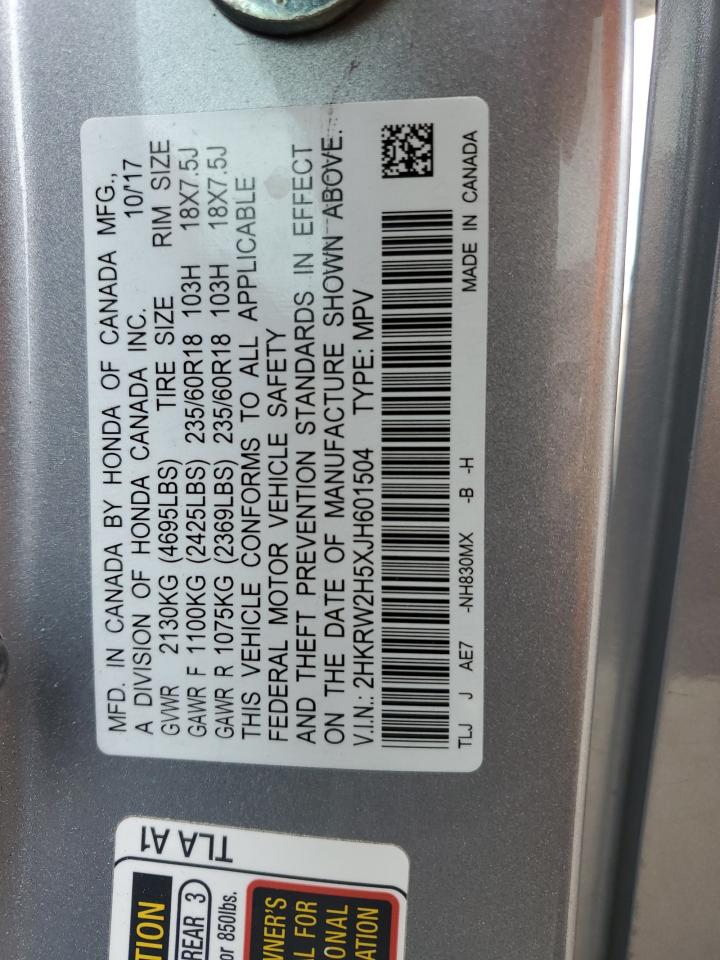 MFD. IN CANADA BY HONDA OF CANADA MFG.,
A DIVISION OF HONDA CANADA INC. 10/'17
GVWR 2130KG (4695LBS) TIRE SIZE RIM SIZE
GAWR F 1100KG (2425LBS) 235/60R18 103H 18X7.5J
GAWR R 1075KG (2369LBS) 235/60R18 103H 18X7.5J
THIS VEHICLE CONFORMS TO ALL APPLICABLE
FEDERAL MOTOR VEHICLE SAFETY
AND THEFT PREVENTION STANDARDS IN EFFECT
ON THE DATE OF MANUFACTURE SHOWN ABOVE.
V.I.N.: 2HKRW2H5XJH601504 TYPE: MPV
TLJ J AE7 -NH830MX -B -H MADE IN CANADA
TLA A1
TION
REAR 3
or 850lbs.
NER'S
AL FOR
ONAL
ATION